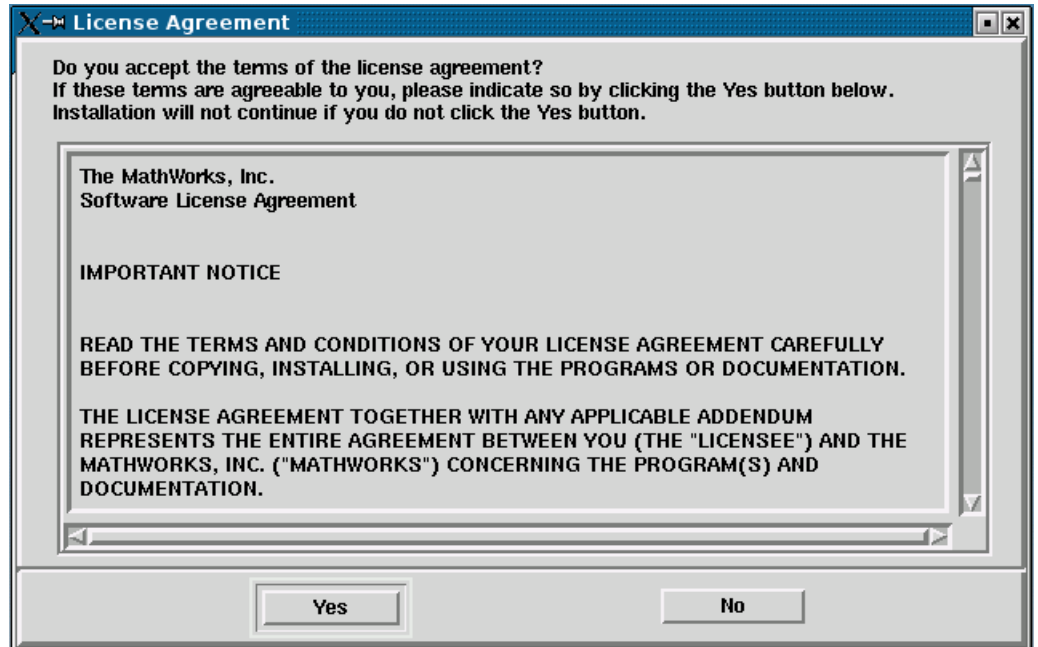 License Agreement
Do you accept the terms of the license agreement?
If these terms are agreeable to you, please indicate so by clicking the Yes button below.
Installation will not continue if you do not click the Yes button.
The MathWorks, Inc.
Software License Agreement
IMPORTANT NOTICE
READ THE TERMS AND CONDITIONS OF YOUR LICENSE AGREEMENT CAREFULLY
BEFORE COPYING, INSTALLING, OR USING THE PROGRAMS OR DOCUMENTATION.
THE LICENSE AGREEMENT TOGETHER WITH ANY APPLICABLE ADDENDUM
REPRESENTS THE ENTIRE AGREEMENT BETWEEN YOU (THE "LICENSEE") AND THE
MATHWORKS, INC. ("MATHWORKS") CONCERNING THE PROGRAM(S) AND
DOCUMENTATION.
Yes
No